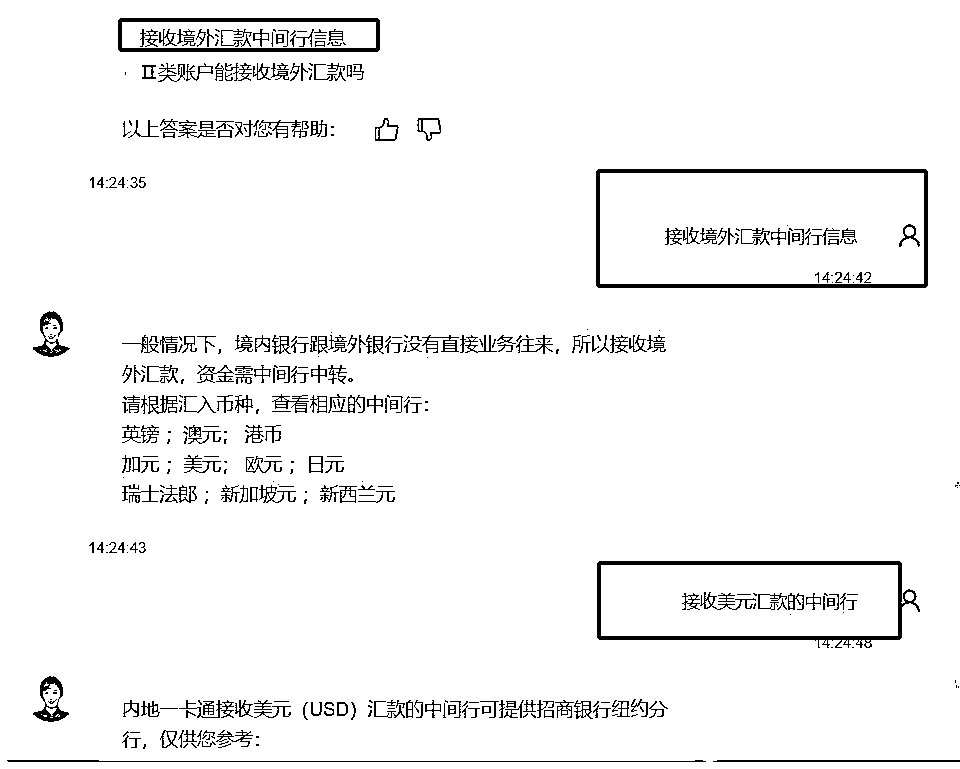 接收境外汇款中间行信息
· II类账户能接收境外汇款吗
以上答案是否对您有帮助：
14:24:35
接收境外汇款中间行信息
14:24:42
一般情况下，境内银行跟境外银行没有直接业务往来，所以接收境
外汇款，资金需中间行中转。
请根据汇入币种，查看相应的中间行：
英镑； 澳元； 港币
加元； 美元； 欧元； 日元
瑞士法郎； 新加坡元； 新西兰元
14:24:43
接收美元汇款的中间行
14:24:48
内地一卡通接收美元（USD）汇款的中间行可提供招商银行纽约分
行，仅供您参考：